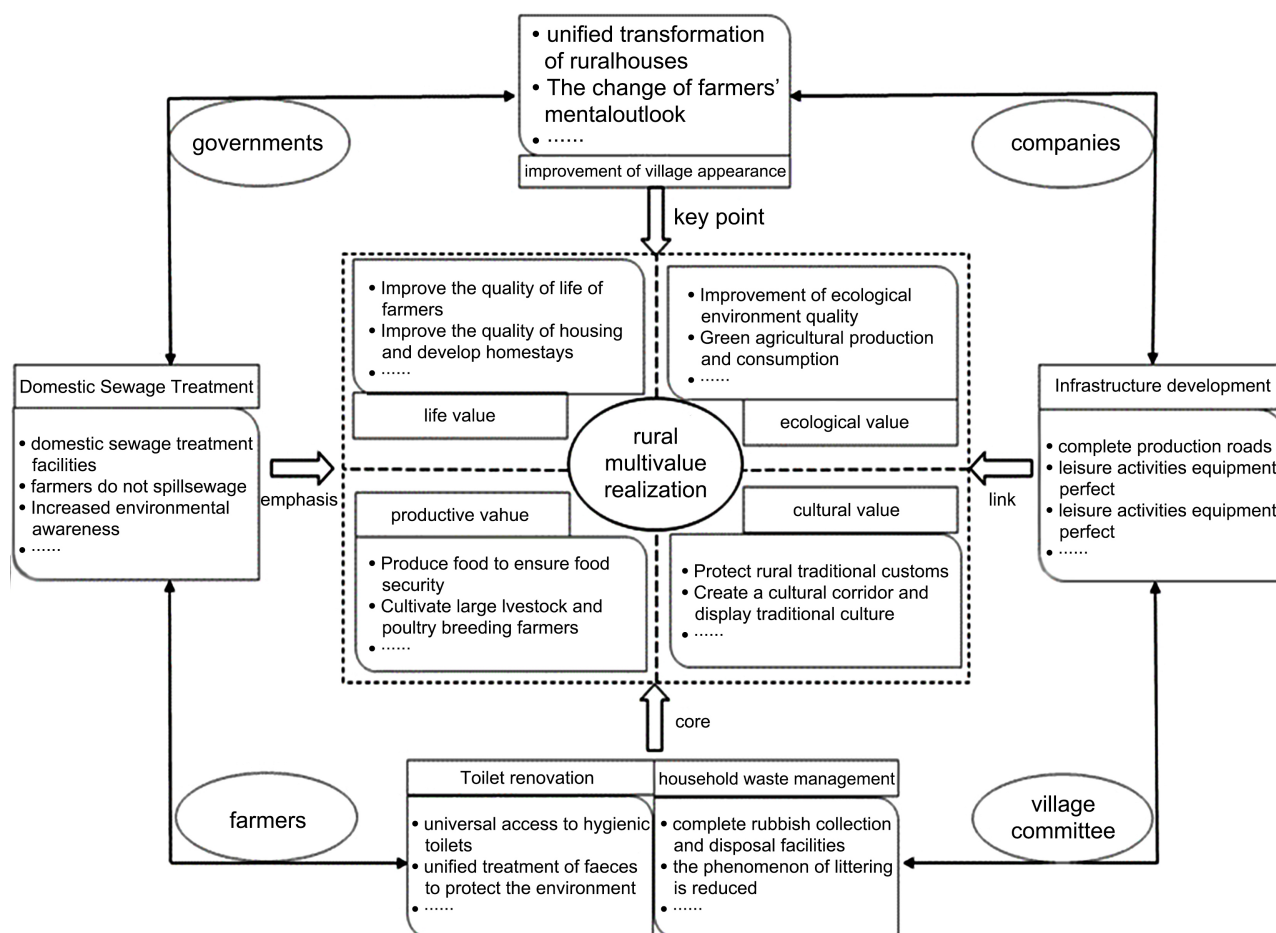 • unified transformation
of ruralhouses
• The change of farmers'
mentaloutlook
• ......
improvement of village appearance
governments
companies
key point
• Improve the quality of life of
farmers
• Improve the quality of housing
and develop homestays
• ......
life value
• Improvement of ecological
environment quality
• Green agricultural production
and consumption
• ......
ecological value
Domestic Sewage Treatment
• domestic sewage treatment
facilities
• farmers do not spillsewage
• Increased environmental
awareness
• ......
emphasis
rural
multivalue
realization
Infrastructure development
• complete production roads
• leisure activities equipment
perfect
• leisure activities equipment
perfect
• ......
link
productive vahue
• Produce food to ensure food
security
• Cultivate large lvestock and
poultry breeding farmers
• ......
cultural value
• Protect rural traditional customs
• Create a cultural corridor and
display traditional culture
• ......
core
farmers
Toilet renovation
• universal access to hygienic
toilets
• unified treatment of faeces
to protect the environment
• ......
household waste management
• complete rubbish collection
and disposal facilities
• the phenomenon of littering
is reduced
• ......
village
committee